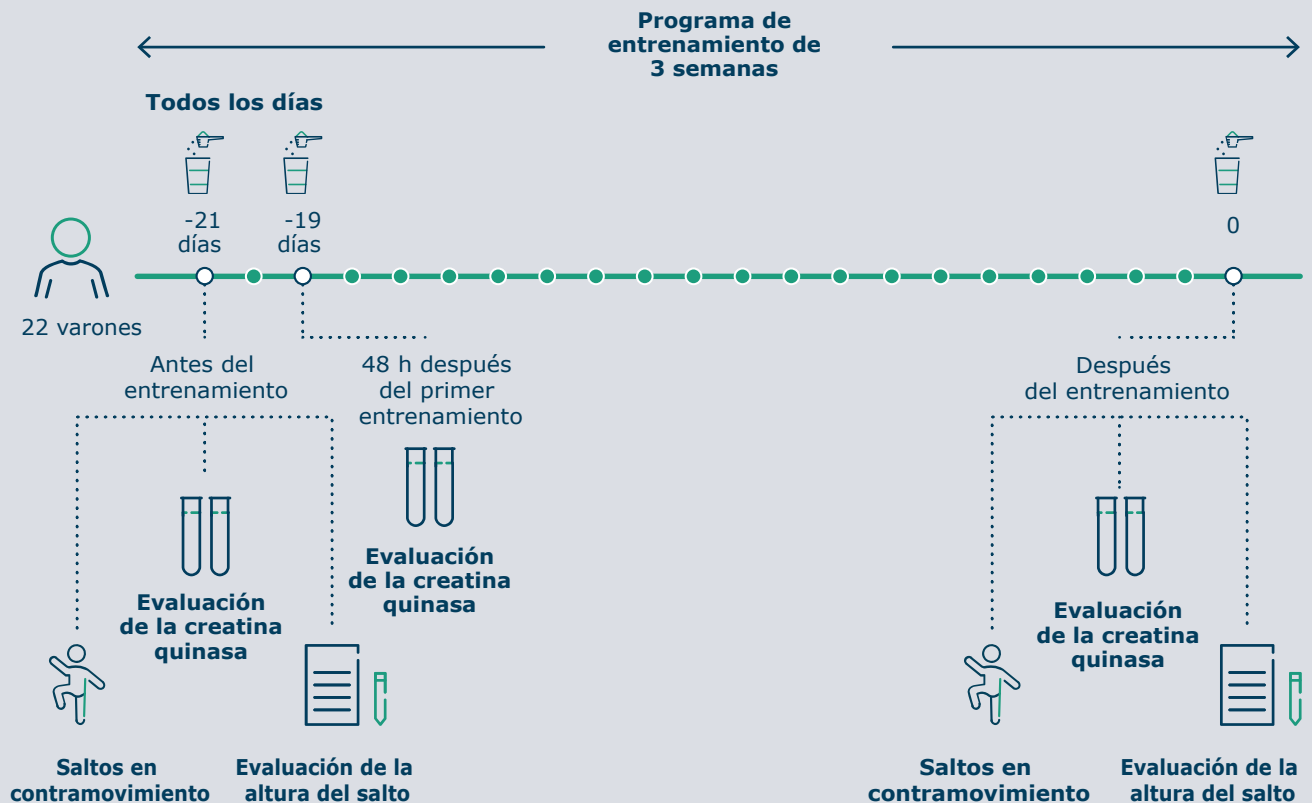 Programa de
entrenamiento de
3 semanas
Todos los días
-21
días
-19
días
0
22 varones
Antes del
entrenamiento
48 h después
del primer
entrenamiento
Después
del entrenamiento
Evaluación
de la creatina
quinasa
Evaluación
de la creatina
quinasa
Evaluación
de la creatina
quinasa
Saltos en
contramovimiento
Evaluación de la
altura del salto
Saltos en
contramovimiento
Evaluación de la
altura del salto